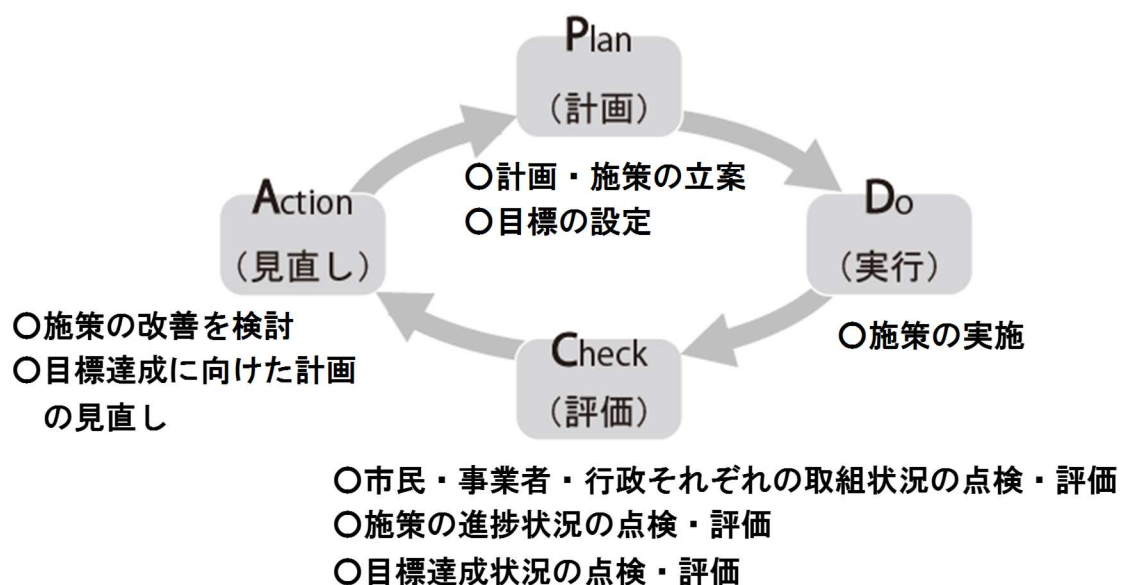 Plan
（計画）
○計画・施策の立案
○目標の設定
Do
（実行）
○施策の実施
Check
（評価）
○市民・事業者・行政それぞれの取組状況の点検・評価
○施策の進捗状況の点検・評価
○目標達成状況の点検・評価
Action
（見直し）
○施策の改善を検討
○目標達成に向けた計画
の見直し